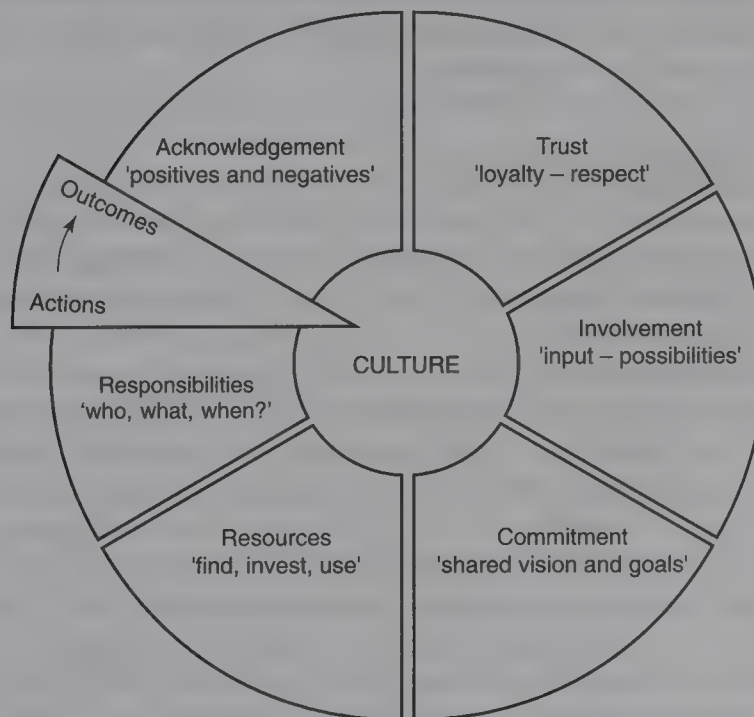 Acknowledgement
'positives and negatives'
Trust
'loyalty – respect'
Outcomes
Actions
Involvement
'input – possibilities'
CULTURE
Responsibilities
'who, what, when?'
Resources
'find, invest, use'
Commitment
'shared vision and goals'